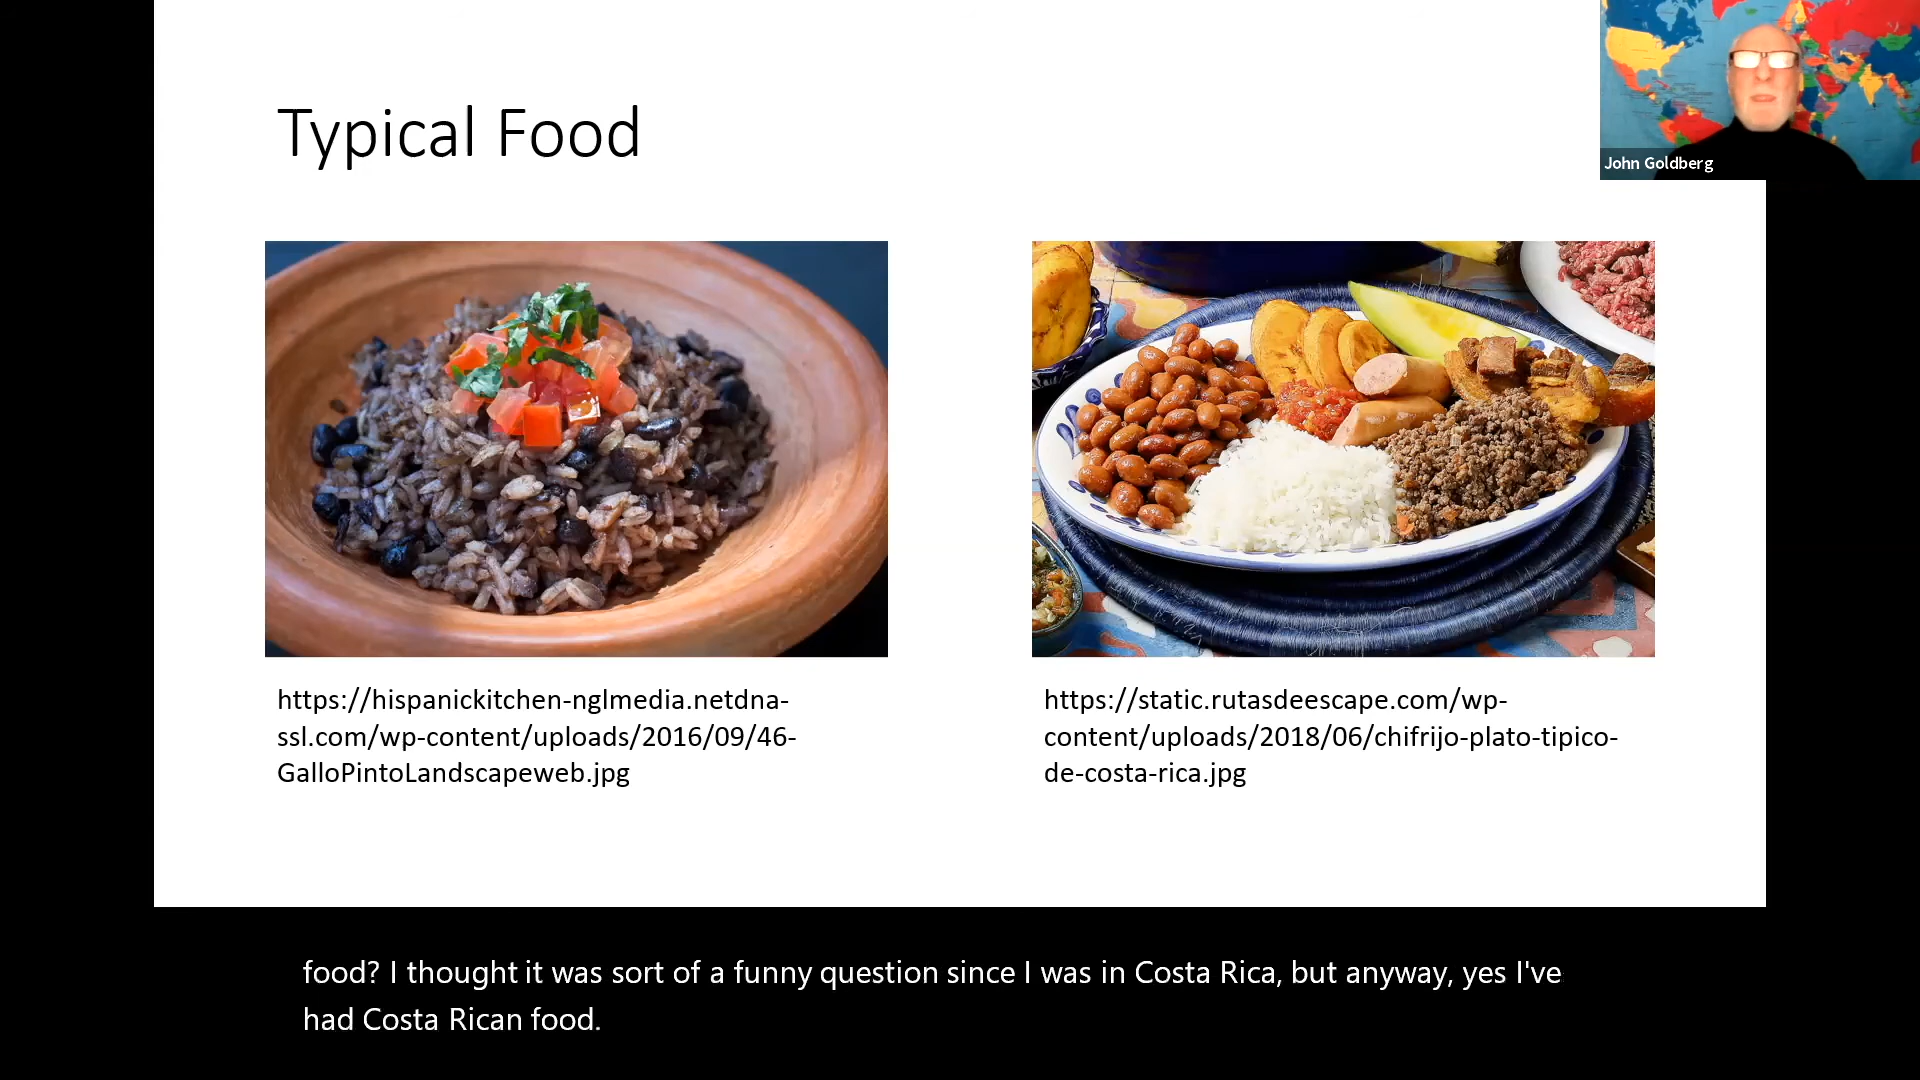 Typical Food
John Goldberg
https://hispanickitchen-nglmedia.netdna-
ssl.com/wp-content/uploads/2016/09/46-
GalloPintoLandscapeweb.jpg
https://static.rutasdeescape.com/wp-
content/uploads/2018/06/chifrijo-plato-tipico-
de-costa-rica.jpg
food? I thought it was sort of a funny question since I was in Costa Rica, but anyway, yes I've
had Costa Rican food.